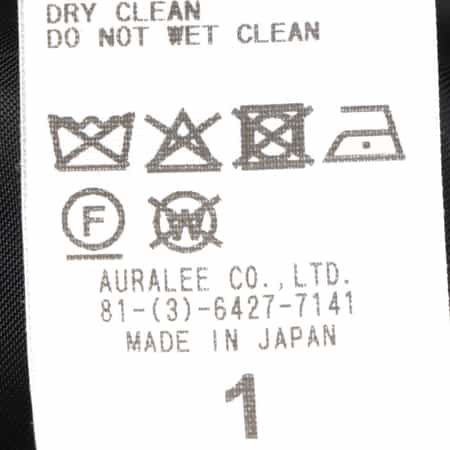 DRY CLEAN
DO NOT WET CLEAN
F
W
AURALEE CO.,LTD.
81-(3)-6427-7141
MADE IN JAPAN
1